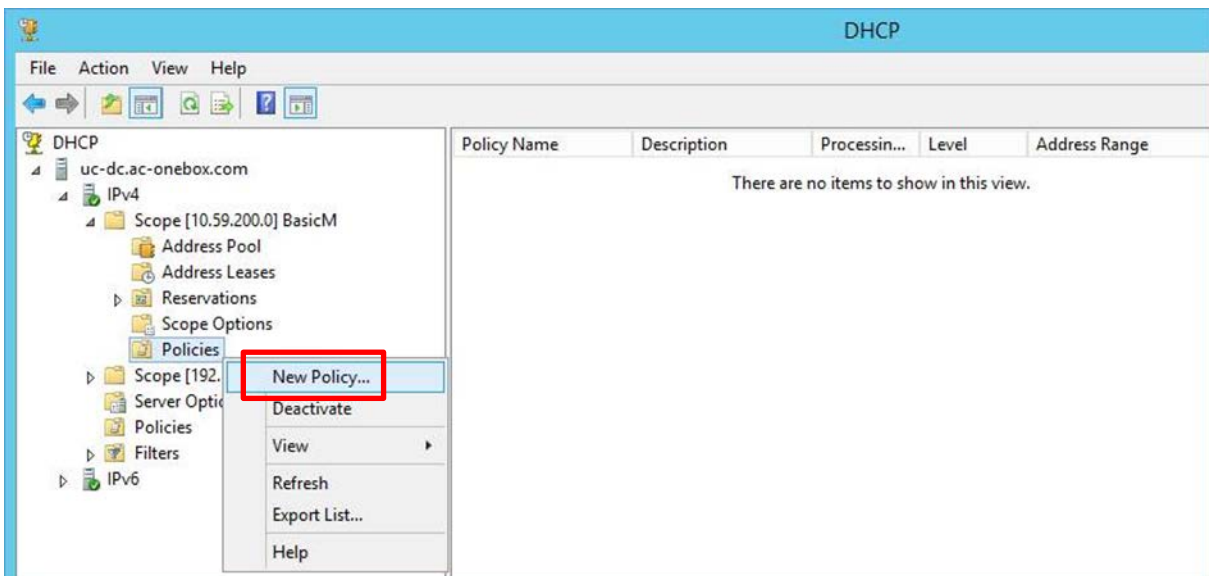 DHCP
File Action View Help
DHCP
uc-dc.ac-onebox.com
IPv4
Scope [10.59.200.0] BasicM
Address Pool
Address Leases
Reservations
Scope Options
Policies
Scope [192.
Server Optio
Policies
Filters
IPv6
New Policy...
Deactivate
View
Refresh
Export List...
Help
Policy Name Description Processin... Level Address Range
There are no items to show in this view.